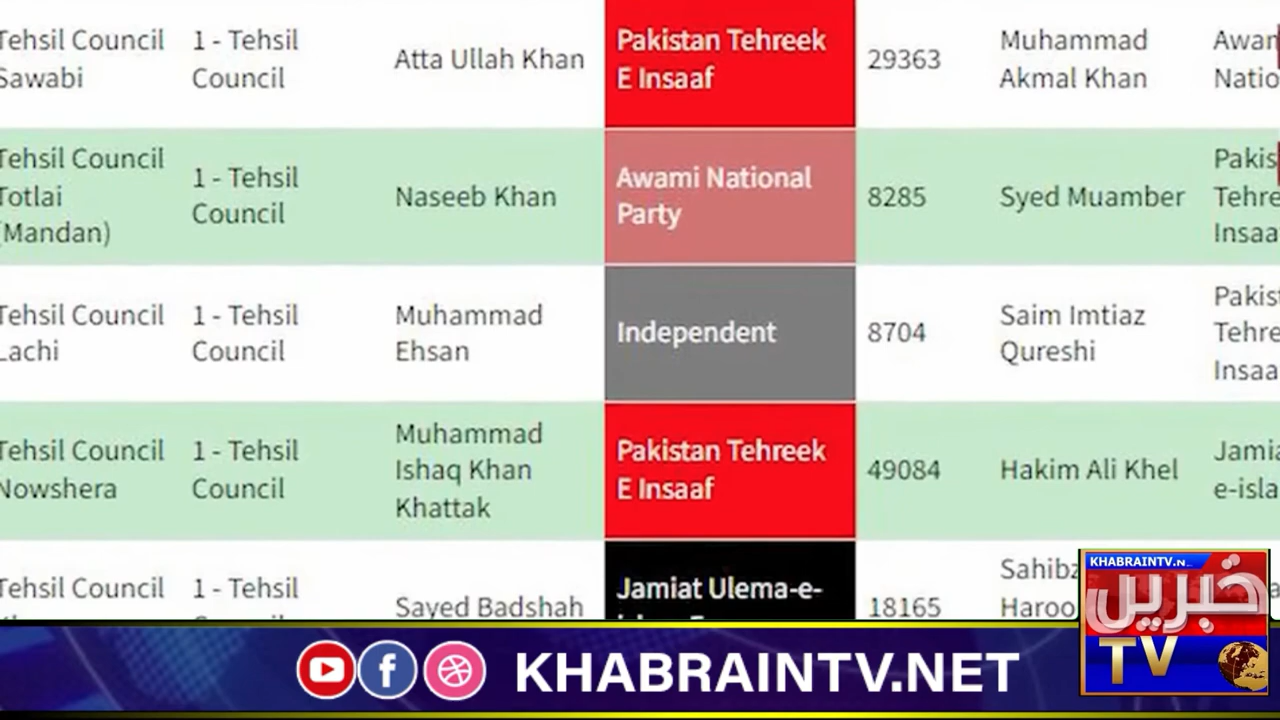 Tehsil Council
Sawabi
1 - Tehsil
Council
Atta Ullah Khan
Pakistan Tehreek
E Insaaf
29363
Muhammad
Akmal Khan
Tehsil Council
Totlai
(Mandan)
1 - Tehsil
Council
Naseeb Khan
Awami National
Party
8285
Syed Muamber
Tehsil Council
Lachi
1 - Tehsil
Council
Muhammad
Ehsan
Independent
8704
Saim Imtiaz
Qureshi
Tehsil Council
Nowshera
1 - Tehsil
Council
Muhammad
Ishaq Khan
Khattak
Pakistan Tehreek
E Insaaf
49084
Hakim Ali Khel
Tehsil Council
1 - Tehsil
Sayed Badshah
Jamiat Ulema-e-
18165
KHABRAINTV.N
خبریں
TV
KHABRAINTV.NET